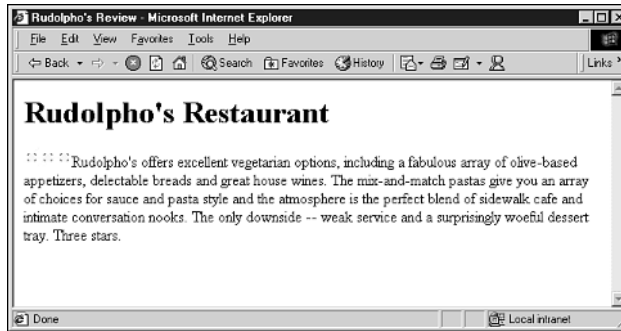 Rudolpho's Review - Microsoft Internet Explorer
File Edit View Favorites Tools Help
Back Search Favorites History Links
Rudolpho's Restaurant
Rudolpho's offers excellent vegetarian options, including a fabulous array of olive-based
appetizers, delectable breads and great house wines. The mix-and-match pastas give you an array
of choices for sauce and pasta style and the atmosphere is the perfect blend of sidewalk cafe and
intimate conversation nooks. The only downside -- weak service and a surprisingly woeful dessert
tray. Three stars.
Done Local intranet